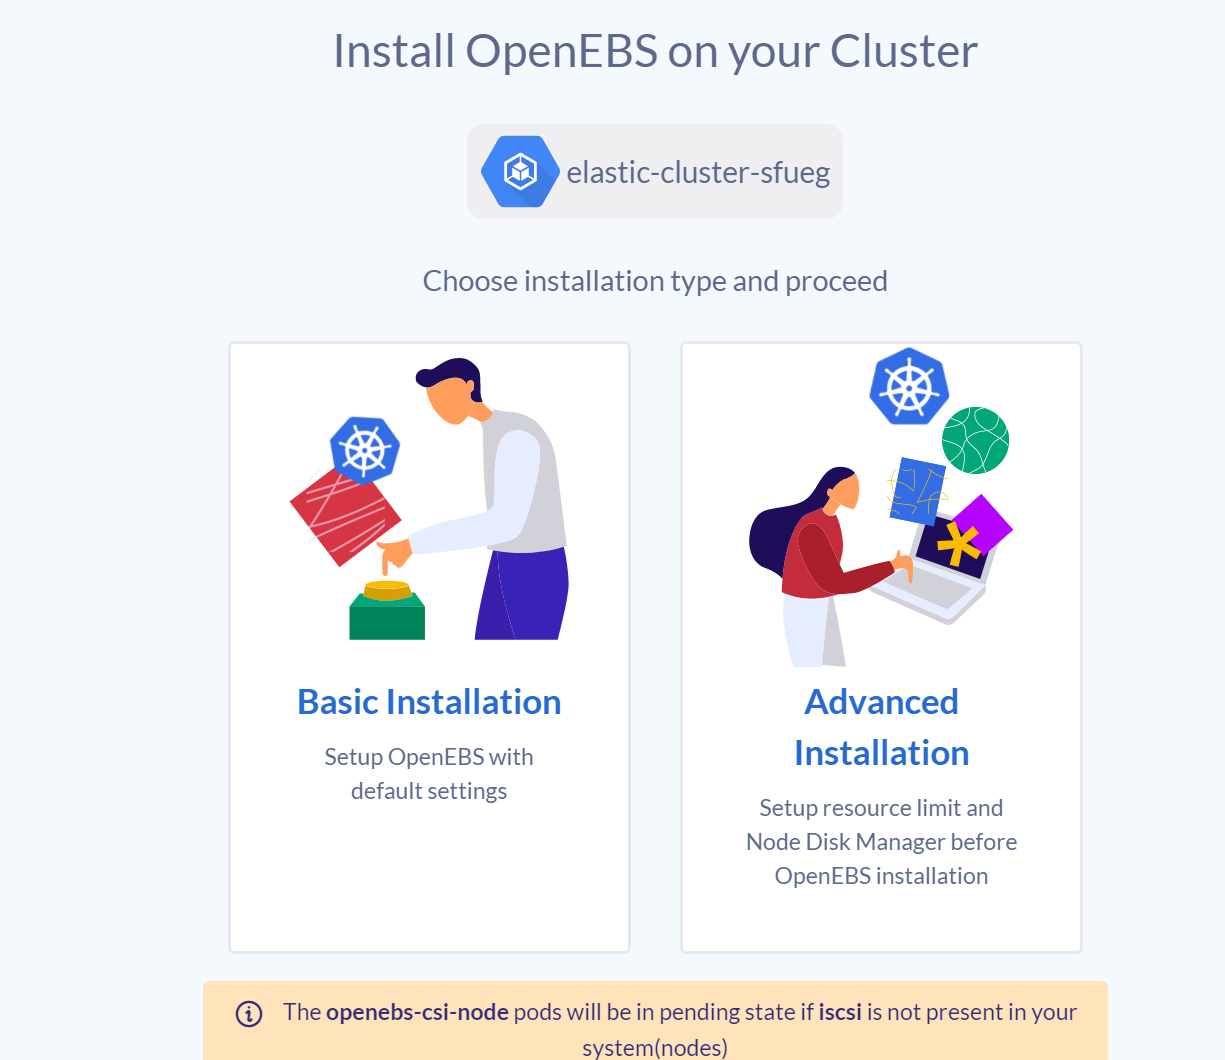 Install OpenEBS on your Cluster
elastic-cluster-sfueg
Choose installation type and proceed
Basic Installation
Setup OpenEBS with
default settings
Advanced
Installation
Setup resource limit and
Node Disk Manager before
OpenEBS installation
The openebs-csi-node pods will be in pending state if iscsi is not present in your
system(nodes)